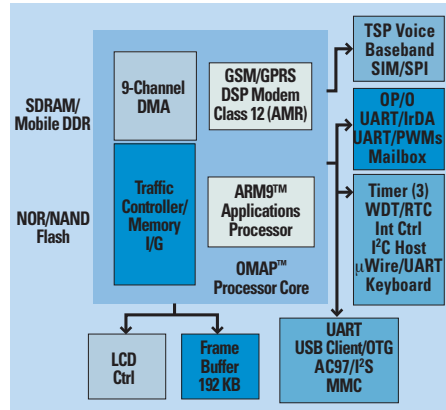 SDRAM/
Mobile DDR
NOR/NAND
Flash
9-Channel
DMA
Traffic
Controller/
Memory
I/G
GSM/GPRS
DSP Modem
Class 12 (AMR)
ARM9™
Applications
Processor
OMAP™
Processor Core
TSP Voice
Baseband
SIM/SPI
OP/O
UART/IrDA
UART/PWMs
Mailbox
Timer (3)
WDT/RTC
Int Ctrl
I²C Host
µWire/UART
Keyboard
LCD
Ctrl
Frame
Buffer
192 KB
UART
USB Client/OTG
AC97/I²S
MMC